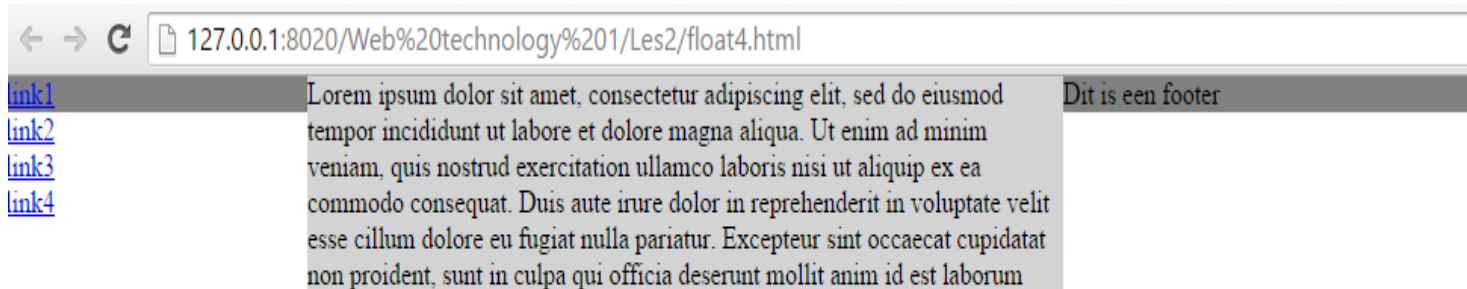 127.0.0.1:8020/Web%20technology%201/Les2/float4.html
link1
link2
link3
link4
Lorem ipsum dolor sit amet, consectetur adipiscing elit, sed do eiusmod
tempor incididunt ut labore et dolore magna aliqua. Ut enim ad minim
veniam, quis nostrud exercitation ullamco laboris nisi ut aliquip ex ea
commodo consequat. Duis aute irure dolor in reprehenderit in voluptate velit
esse cillum dolore eu fugiat nulla pariatur. Excepteur sint occaecat cupidatat
non proident, sunt in culpa qui officia deserunt mollit anim id est laborum
Dit is een footer